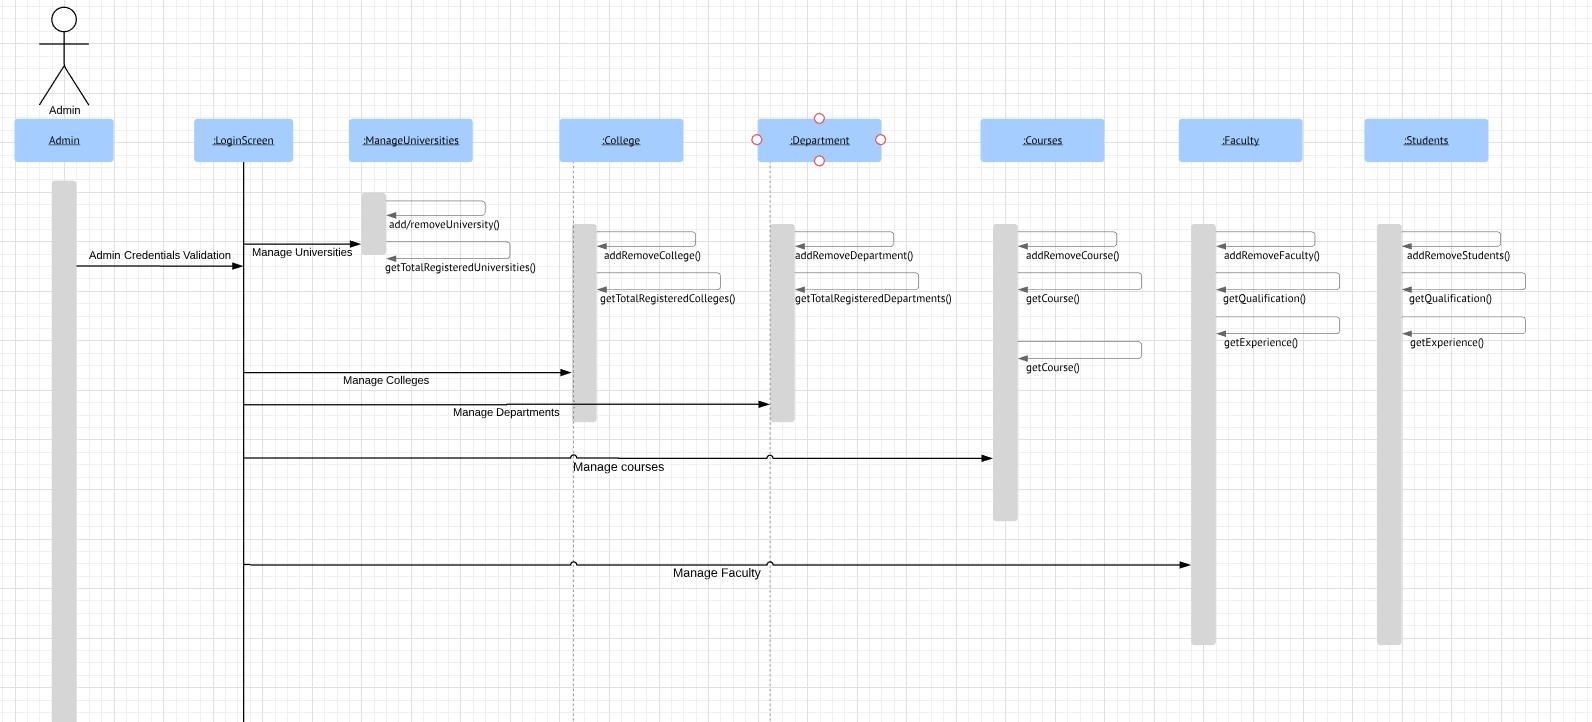 Admin
Admin
:LoginScreen
:ManageUniversities
:College
:Department
:Courses
:Faculty
:Students
add/removeUniversity()
Manage Universities
Admin Credentials Validation
getTotalRegisteredUniversities()
addRemoveCollege()
addRemoveDepartment()
addRemoveCourse()
addRemoveFaculty()
addRemoveStudents()
getTotalRegisteredColleges()
getTotalRegisteredDepartments()
getCourse()
getQualification()
getQualification()
getExperience()
getExperience()
getCourse()
Manage Colleges
Manage Departments
Manage courses
Manage Faculty